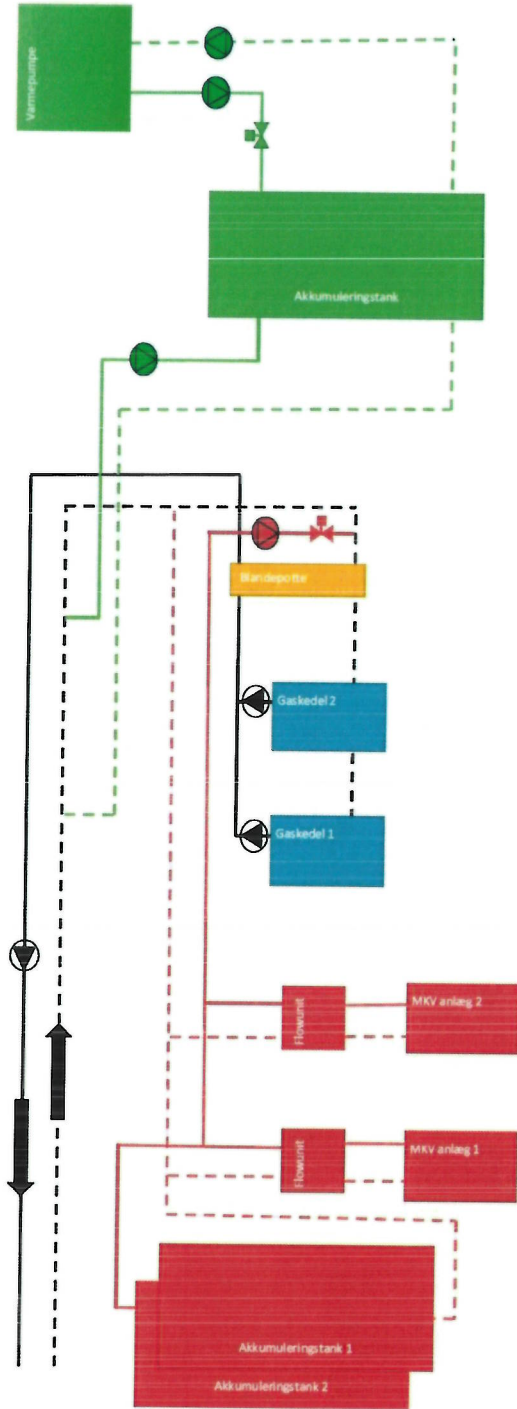 Varmepumpe
Akkumuleringstank
Blandepotte
Gaskedel 2
Gaskedel 1
Flowunit
MKV anlæg 2
Flowunit
MKV anlæg 1
Akkumuleringstank 1
Akkumuleringstank 2